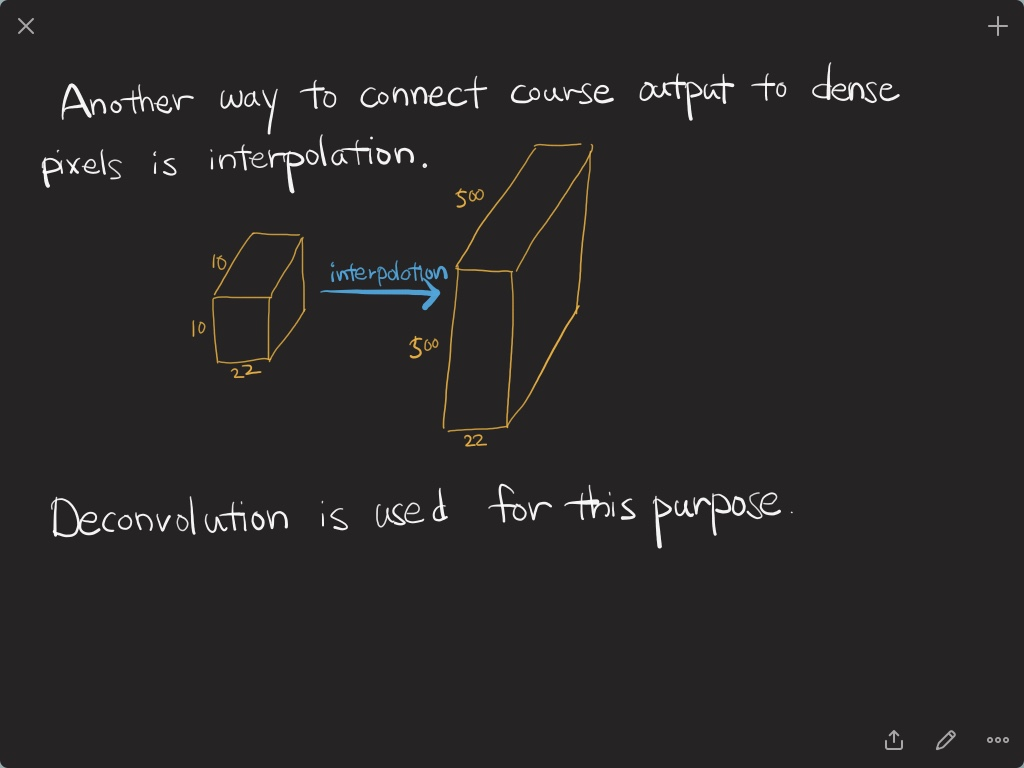 Another way to connect course output to dense
pixels is interpolation.
500
10
interpolation
10
500
22
22
Deconvolution is used for this purpose.